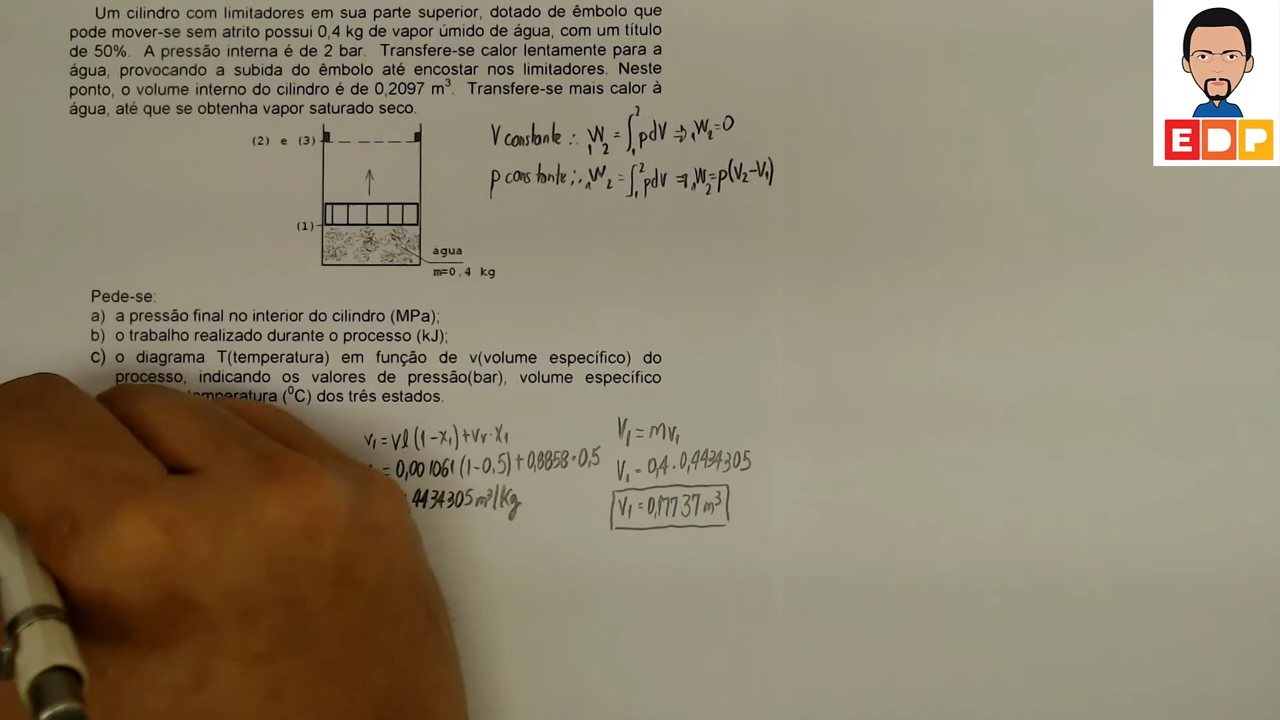 Um cilindro com limitadores em sua parte superior, dotado de êmbolo que
pode mover-se sem atrito possui 0,4 kg de vapor úmido de água, com um título
de 50%. A pressão interna é de 2 bar. Transfere-se calor lentamente para a
água, provocando a subida do êmbolo até encostar nos limitadores. Neste
ponto, o volume interno do cilindro é de 0,2097 m³. Transfere-se mais calor à
água, até que se obtenha vapor saturado seco.
EDP
V constante ∴ ₁W₂ = ∫₁² pdV ⇒ ₁W₂ = 0
p constante ∴ ₁W₂ = ∫₁² pdV ⇒ ₁W₂ = p(V₂-V₁)
(2) e (3)
(1)
água
m=0,4 kg
Pede-se:
a) a pressão final no interior do cilindro (MPa);
b) o trabalho realizado durante o processo (kJ);
c) o diagrama T(temperatura) em função de v(volume específico) do
processo, indicando os valores de pressão(bar), volume específico
(⁰C) dos três estados.
v₁ = vl (1-x₁) + vv·x₁
= 0,001061 (1-0,5) + 0,8858·0,5
4434305 m³/kg
V₁ = mv₁
V₁ = 0,4 · 0,4434305
V₁ = 0,17737 m³